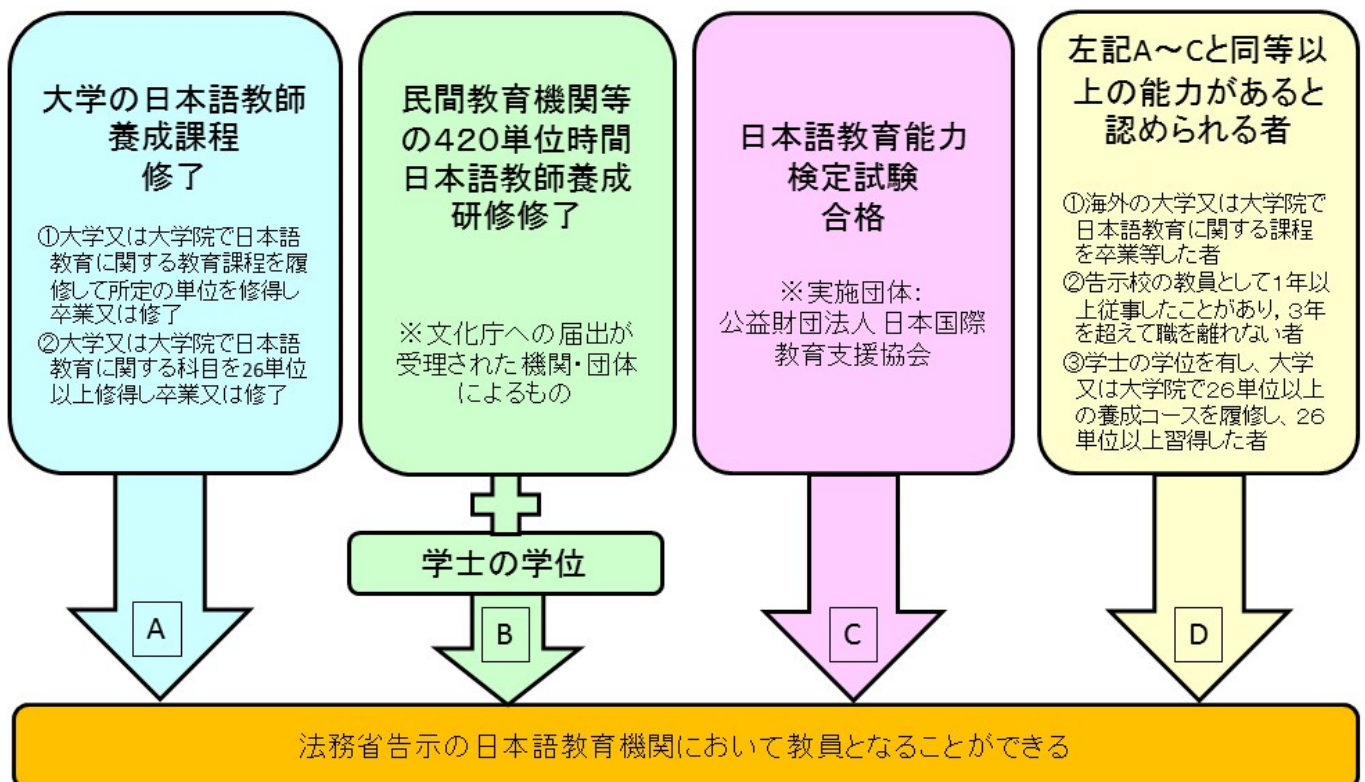 大学の日本語教師
養成課程
修了
①大学又は大学院で日本語
教育に関する教育課程を履
修して所定の単位を修得し
卒業又は修了
②大学又は大学院で日本語
教育に関する科目を26単位
以上修得し卒業又は修了
A
民間教育機関等
の420単位時間
日本語教師養成
研修修了
※文化庁への届出が
受理された機関・団体
によるもの
学士の学位
B
日本語教育能力
検定試験
合格
※実施団体:
公益財団法人 日本国際
教育支援協会
C
左記A～Cと同等以
上の能力があると
認められる者
①海外の大学又は大学院で
日本語教育に関する課程
を卒業等した者
②告示校の教員として1年以
上従事したことがあり，3年
を超えて職を離れない者
③学士の学位を有し、大学
又は大学院で26単位以上
の養成コースを履修し、26
単位以上習得した者
D
法務省告示の日本語教育機関において教員となることができる